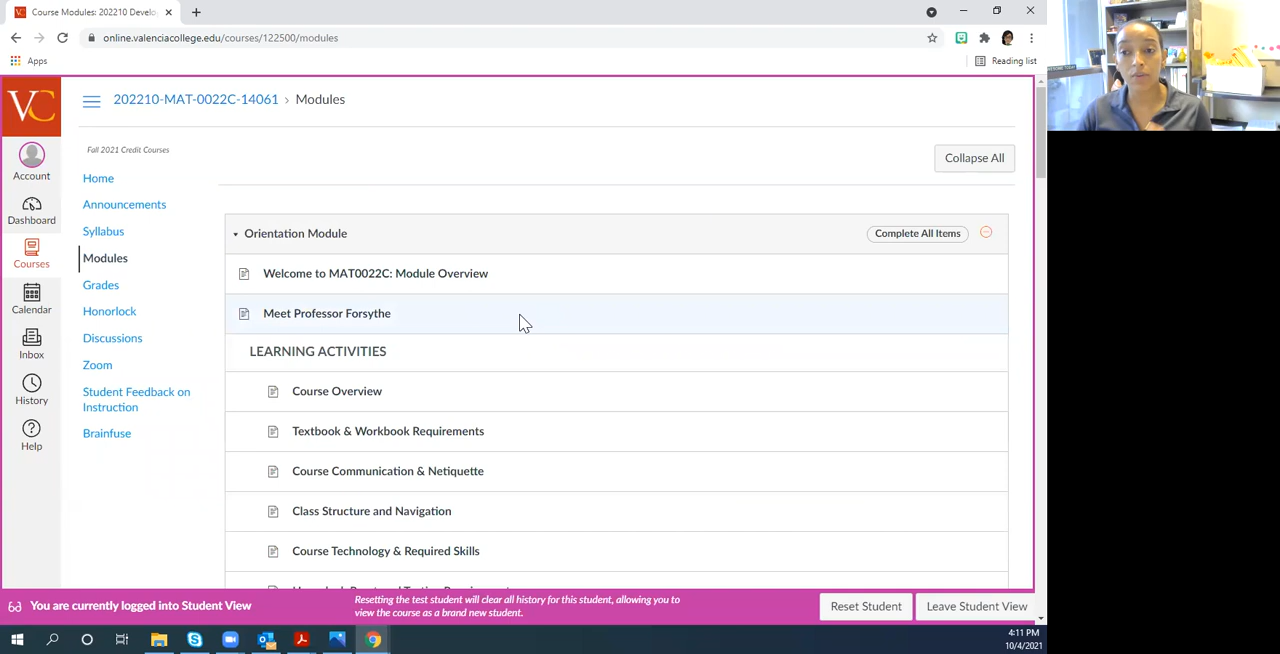 VC Course Modules: 202210 Develo
online.valenciacollege.edu/courses/122500/modules
Apps
Reading list
VC
202210-MAT-0022C-14061 > Modules
Fall 2021 Credit Courses
Collapse All
Account
Dashboard
Courses
Calendar
Inbox
History
Help
Home
Announcements
Syllabus
Modules
Grades
Honorlock
Discussions
Zoom
Student Feedback on
Instruction
Brainfuse
Orientation Module
Complete All Items
Welcome to MAT0022C: Module Overview
Meet Professor Forsythe
LEARNING ACTIVITIES
Course Overview
Textbook & Workbook Requirements
Course Communication & Netiquette
Class Structure and Navigation
Course Technology & Required Skills
You are currently logged into Student View
Resetting the test student will clear all history for this student, allowing you to
view the course as a brand new student.
Reset Student
Leave Student View
4:11 PM
10/4/2021